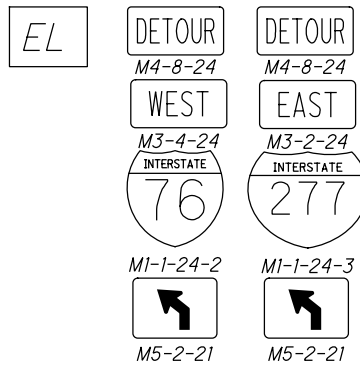 EL
DETOUR DETOUR
M4-8-24 M4-8-24
WEST EAST
M3-4-24 M3-2-24
INTERSTATE INTERSTATE
76 277
M1-1-24-2 M1-1-24-3
M5-2-21 M5-2-21